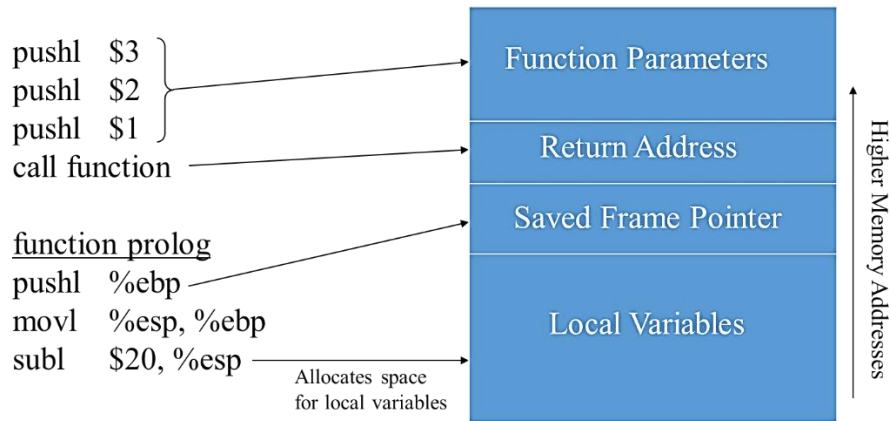 pushl $3
pushl $2
pushl $1
call function
function prolog
pushl %ebp
movl %esp, %ebp
subl $20, %esp
Allocates space
for local variables
Function Parameters
Return Address
Saved Frame Pointer
Local Variables
Higher Memory Addresses